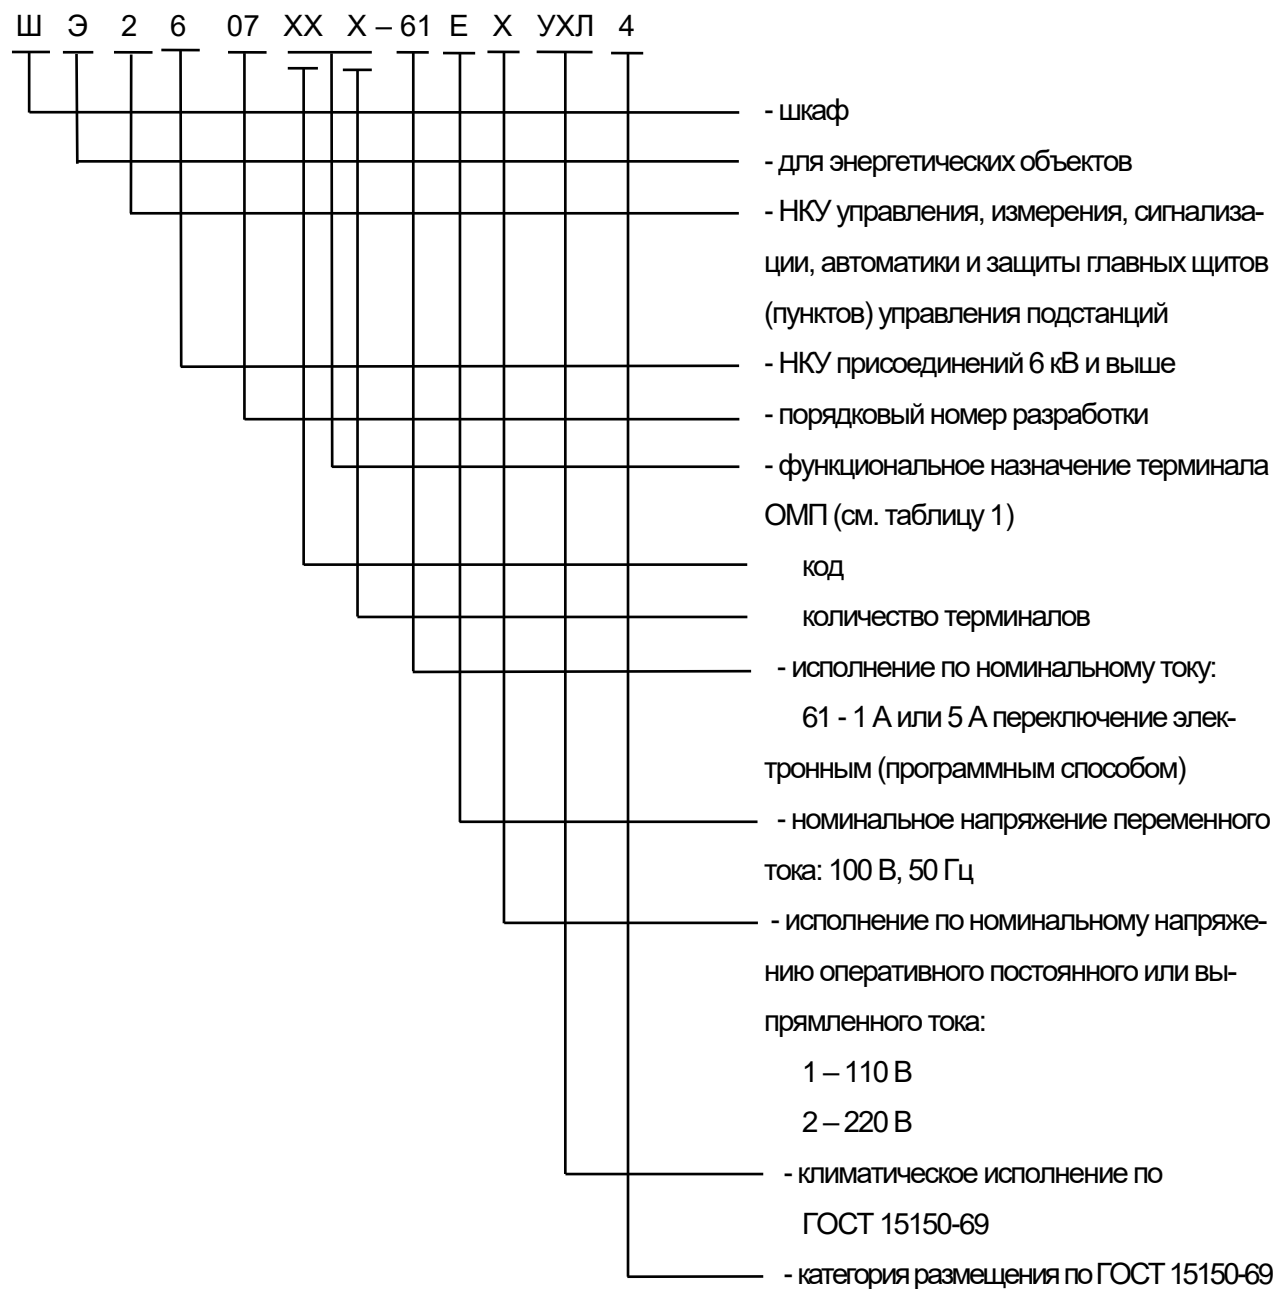 Ш Э 2 6 07 ХХ Х – 61 Е Х УХЛ 4
- шкаф
- для энергетических объектов
- НКУ управления, измерения, сигнализа-
ции, автоматики и защиты главных щитов
(пунктов) управления подстанций
- НКУ присоединений 6 кВ и выше
- порядковый номер разработки
- функциональное назначение терминала
ОМП (см. таблицу 1)
код
количество терминалов
- исполнение по номинальному току:
61 - 1 А или 5 А переключение элек-
тронным (программным способом)
- номинальное напряжение переменного
тока: 100 В, 50 Гц
- исполнение по номинальному напряже-
нию оперативного постоянного или вы-
прямленного тока:
1 – 110 В
2 – 220 В
- климатическое исполнение по
ГОСТ 15150-69
- категория размещения по ГОСТ 15150-69